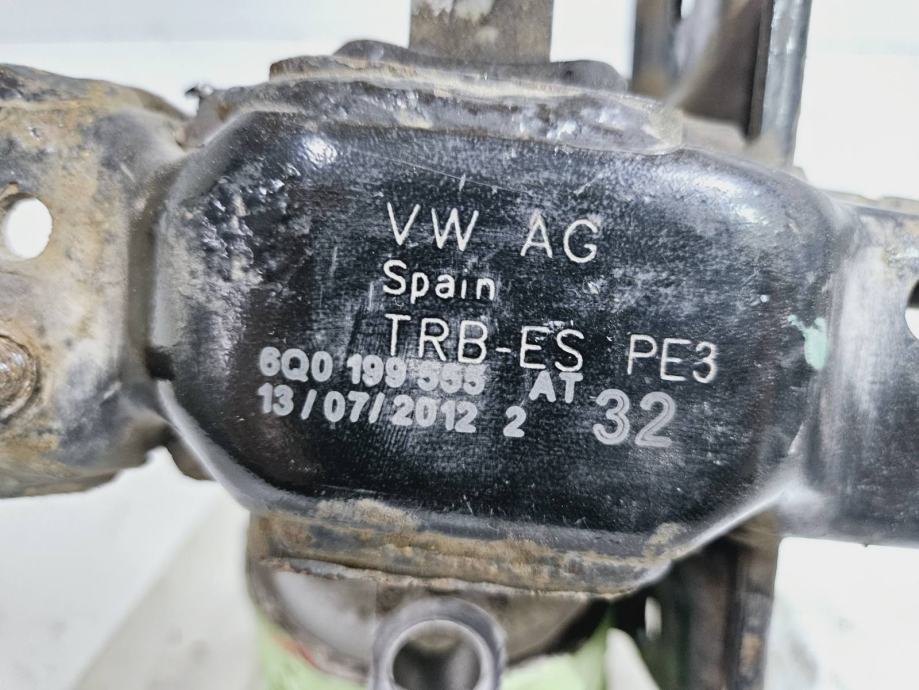 VW AG
Spain
TRB-ES PE3
6Q0 199 555 AT
13/07/2012 2 32